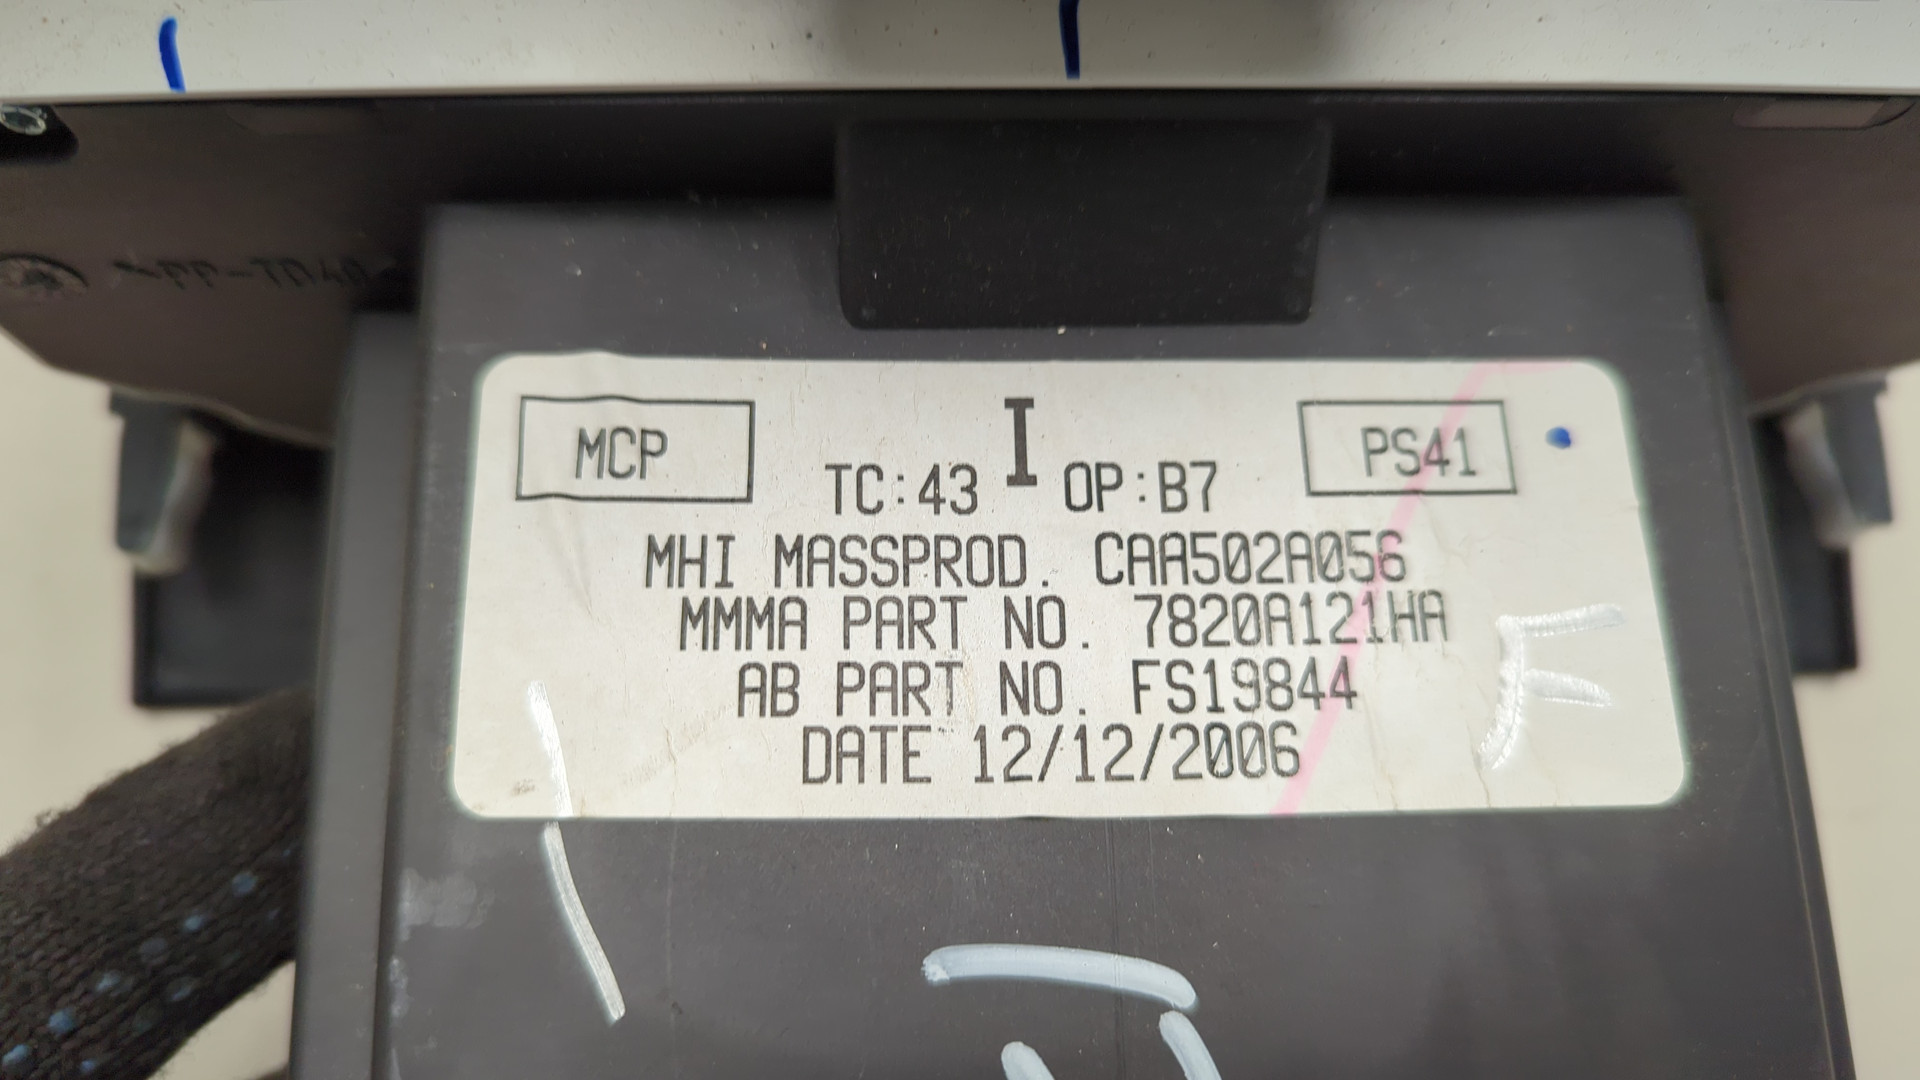 MCP
I
PS41
TC:43 OP:B7
MHI MASSPROD. CAA502A056
MMMA PART NO. 7820A121HA
AB PART NO. FS19844
DATE 12/12/2006